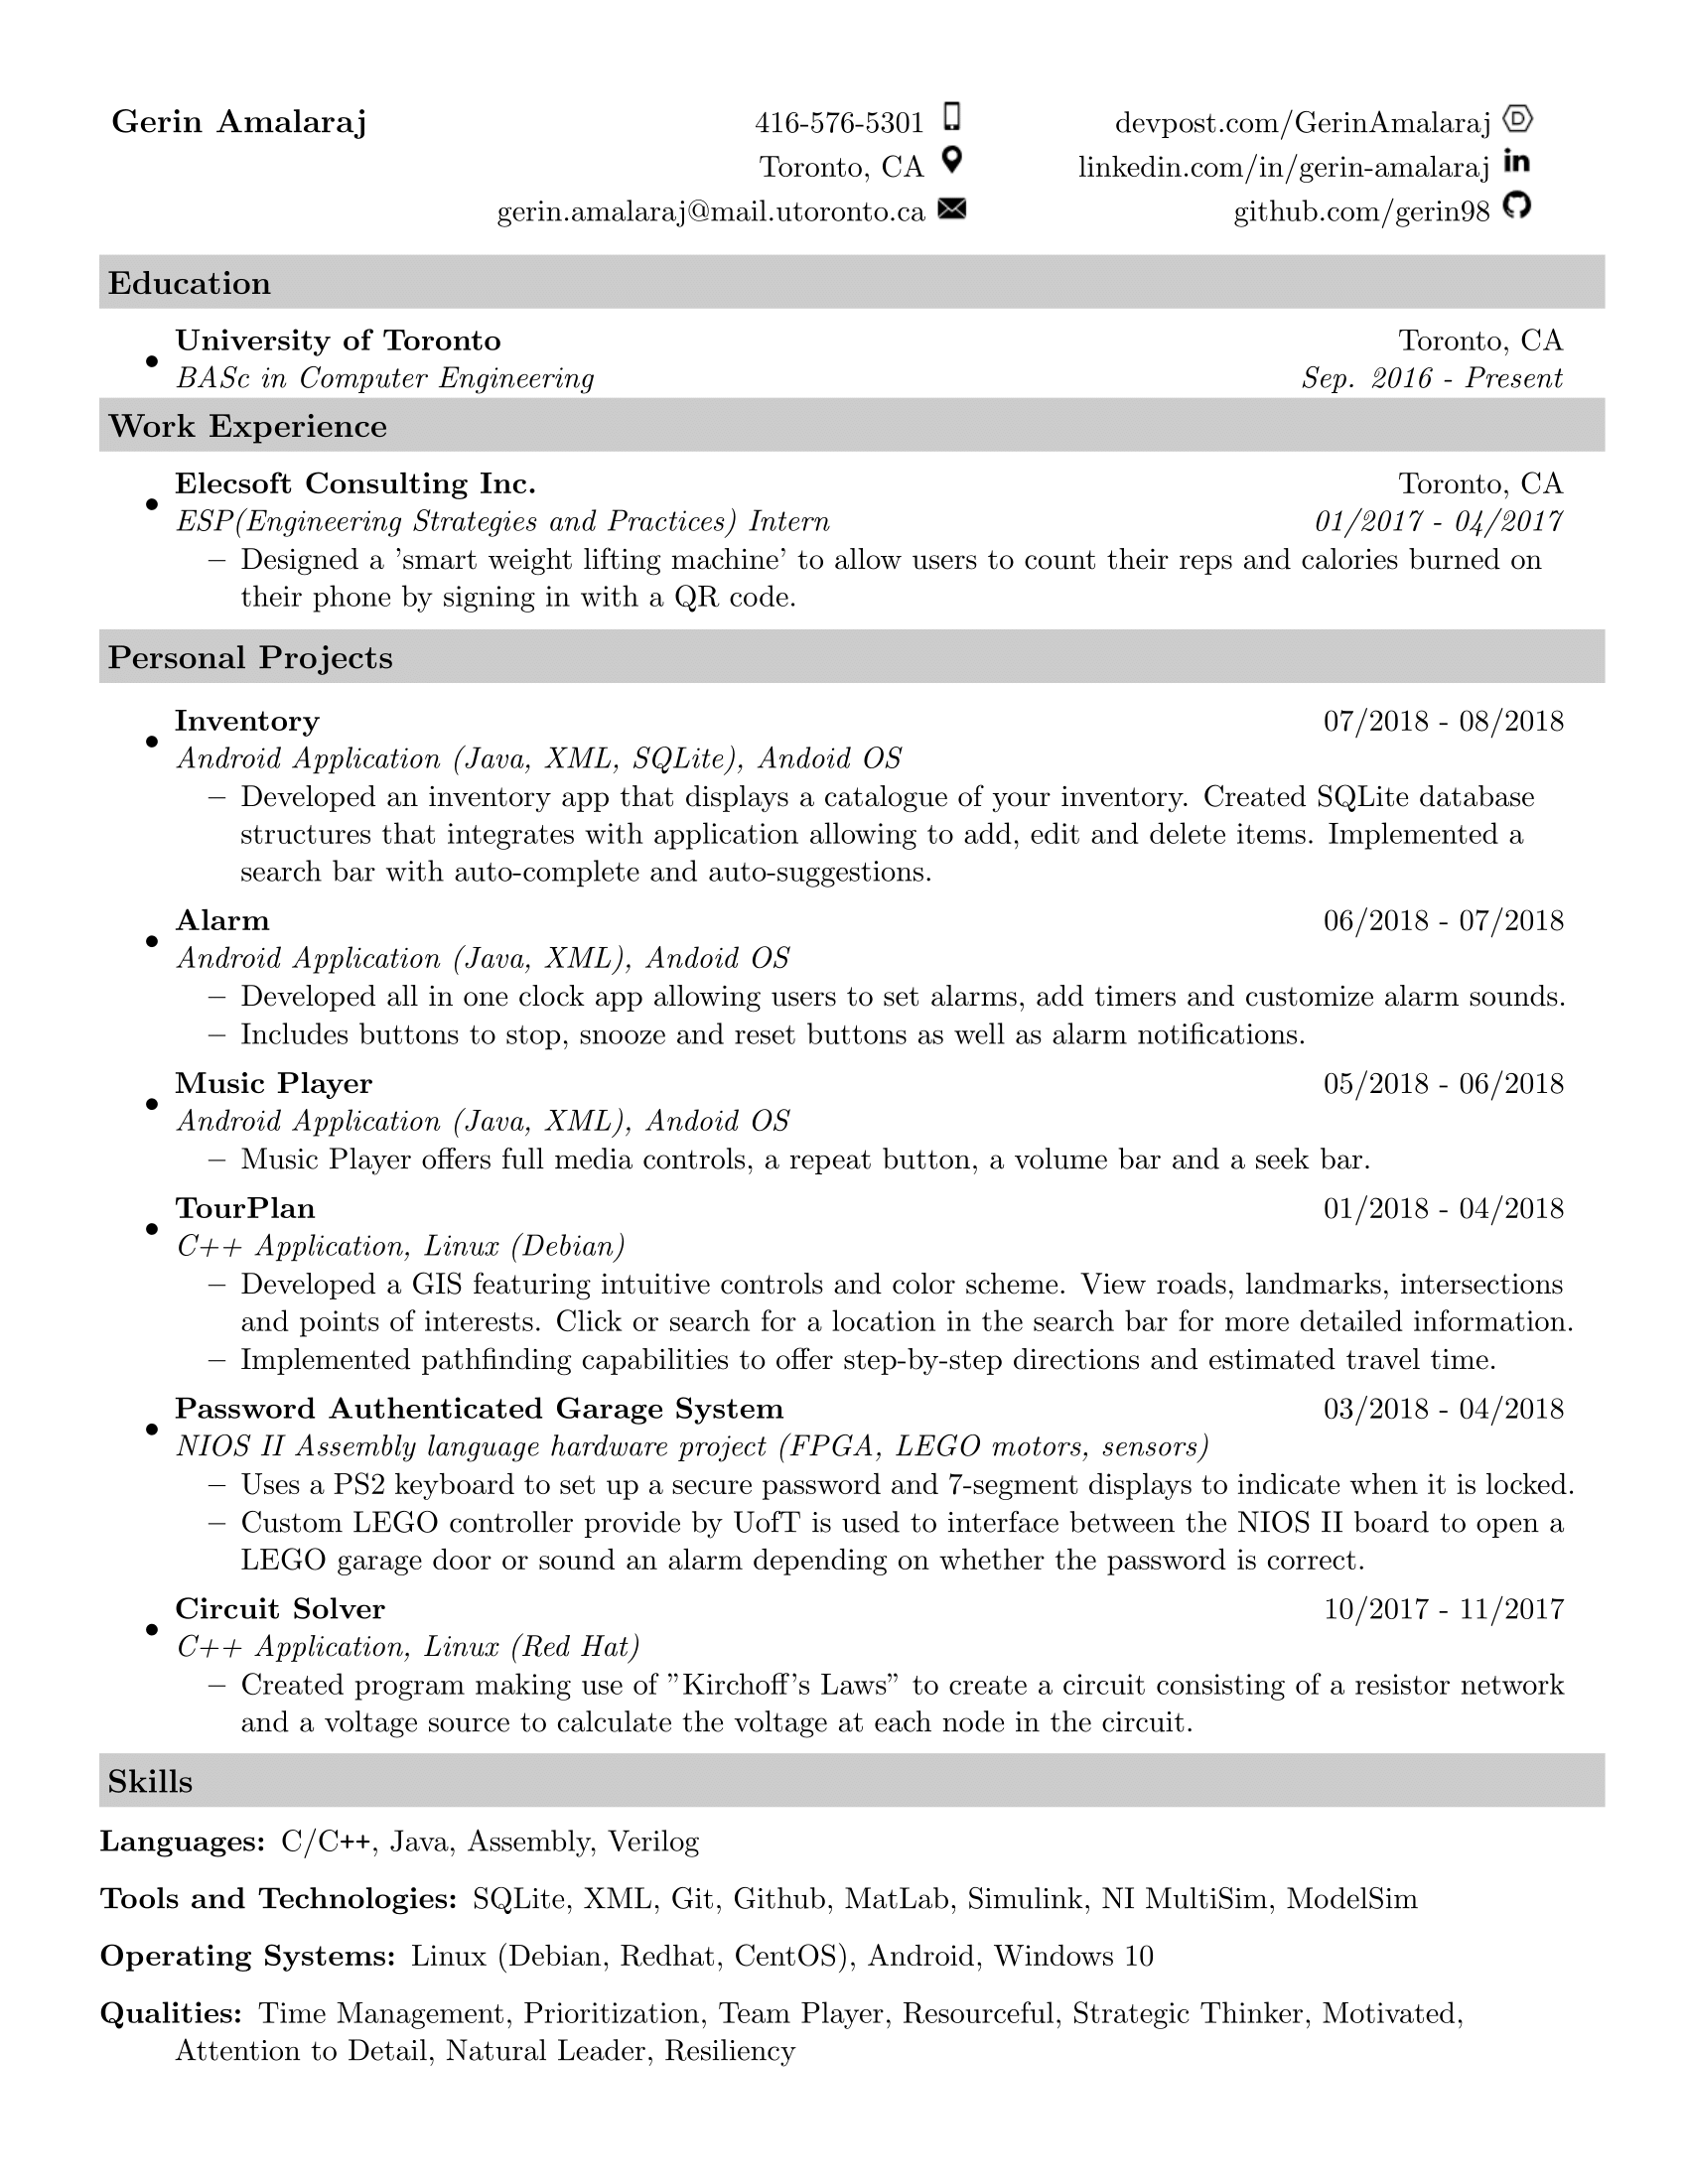 Gerin Amalaraj
416-576-5301
Toronto, CA
gerin.amalaraj@mail.utoronto.ca
devpost.com/GerinAmalaraj
linkedin.com/in/gerin-amalaraj
github.com/gerin98
Education
• University of Toronto Toronto, CA
BASc in Computer Engineering Sep. 2016 - Present
Work Experience
• Elecsoft Consulting Inc. Toronto, CA
ESP(Engineering Strategies and Practices) Intern 01/2017 - 04/2017
– Designed a ’smart weight lifting machine’ to allow users to count their reps and calories burned on
their phone by signing in with a QR code.
Personal Projects
• Inventory 07/2018 - 08/2018
Android Application (Java, XML, SQLite), Andoid OS
– Developed an inventory app that displays a catalogue of your inventory. Created SQLite database
structures that integrates with application allowing to add, edit and delete items. Implemented a
search bar with auto-complete and auto-suggestions.
• Alarm 06/2018 - 07/2018
Android Application (Java, XML), Andoid OS
– Developed all in one clock app allowing users to set alarms, add timers and customize alarm sounds.
– Includes buttons to stop, snooze and reset buttons as well as alarm notifications.
• Music Player 05/2018 - 06/2018
Android Application (Java, XML), Andoid OS
– Music Player offers full media controls, a repeat button, a volume bar and a seek bar.
• TourPlan 01/2018 - 04/2018
C++ Application, Linux (Debian)
– Developed a GIS featuring intuitive controls and color scheme. View roads, landmarks, intersections
and points of interests. Click or search for a location in the search bar for more detailed information.
– Implemented pathfinding capabilities to offer step-by-step directions and estimated travel time.
• Password Authenticated Garage System 03/2018 - 04/2018
NIOS II Assembly language hardware project (FPGA, LEGO motors, sensors)
– Uses a PS2 keyboard to set up a secure password and 7-segment displays to indicate when it is locked.
– Custom LEGO controller provide by UofT is used to interface between the NIOS II board to open a
LEGO garage door or sound an alarm depending on whether the password is correct.
• Circuit Solver 10/2017 - 11/2017
C++ Application, Linux (Red Hat)
– Created program making use of ”Kirchoff’s Laws” to create a circuit consisting of a resistor network
and a voltage source to calculate the voltage at each node in the circuit.
Skills
Languages: C/C++, Java, Assembly, Verilog
Tools and Technologies: SQLite, XML, Git, Github, MatLab, Simulink, NI MultiSim, ModelSim
Operating Systems: Linux (Debian, Redhat, CentOS), Android, Windows 10
Qualities: Time Management, Prioritization, Team Player, Resourceful, Strategic Thinker, Motivated,
Attention to Detail, Natural Leader, Resiliency